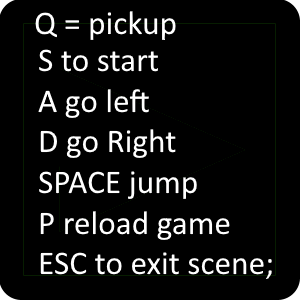 Q = pickup
S to start
A go left
D go Right
SPACE jump
P reload game
ESC to exit scene;